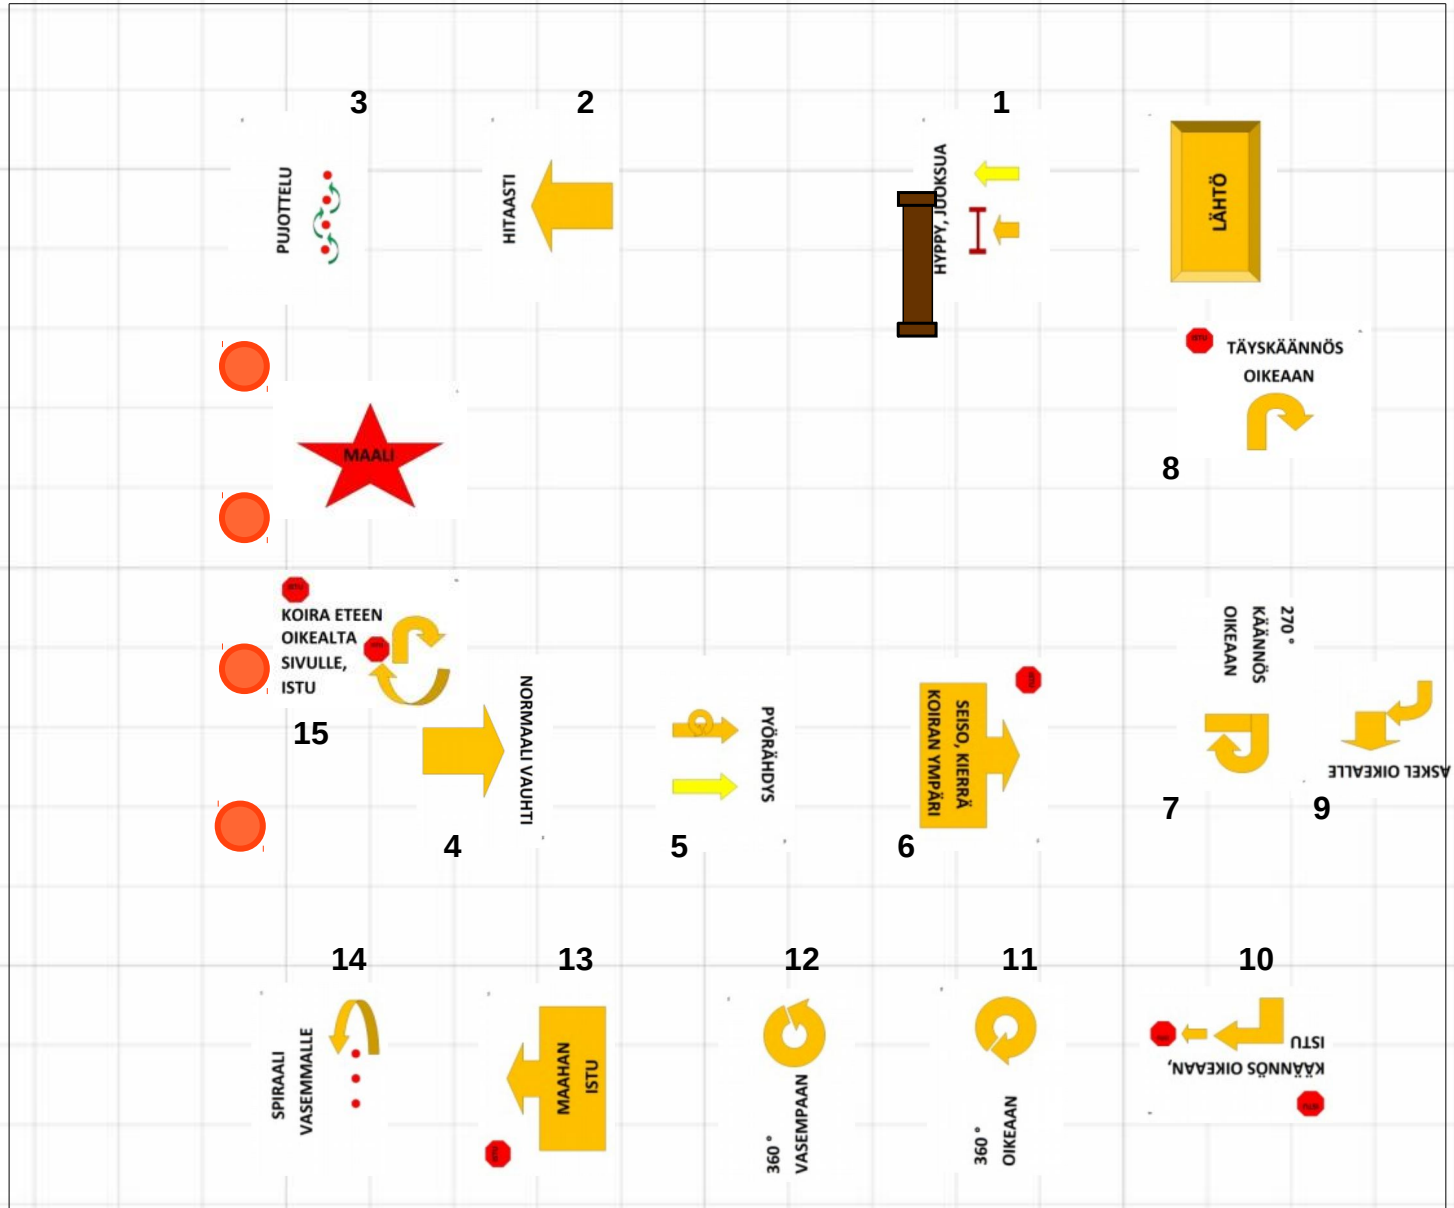 3
2
1
PUJOTTELU
HITAASTI
HYPPY, JUOKSUA
LÄHTÖ
ISTU
TÄYSKÄÄNNÖS
OIKEAAN
8
MAALI
KOIRA ETEEN
OIKEALTA
SIVULLE,
ISTU
15
NORMAALI VAUHTI
4
PYÖRÄHDYS
5
SEISO, KIERRÄ
KOIRAN YMPÄRI
6
270°
KÄÄNNÖS
OIKEAAN
7
ASKEL OIKEALLE
9
14
13
12
11
10
SPIRAALI
VASEMMALLE
MAAHAN
ISTU
360°
VASEMPAAN
360°
OIKEAAN
KÄÄNNÖS OIKEAAN,
ISTU